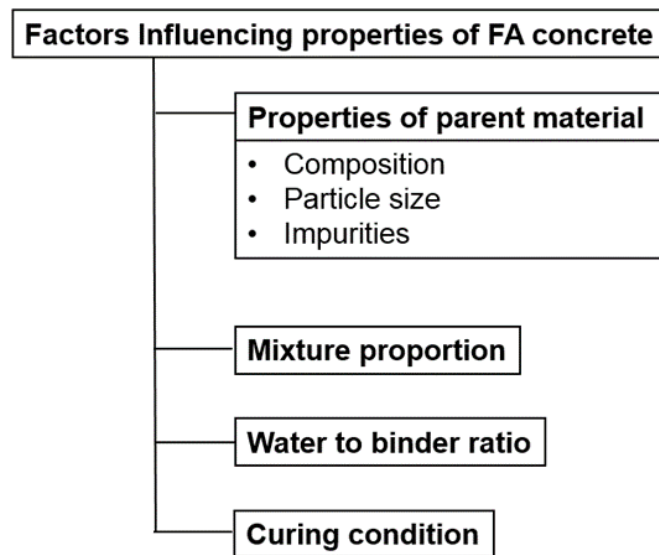 Factors Influencing properties of FA concrete
Properties of parent material
• Composition
• Particle size
• Impurities
Mixture proportion
Water to binder ratio
Curing condition